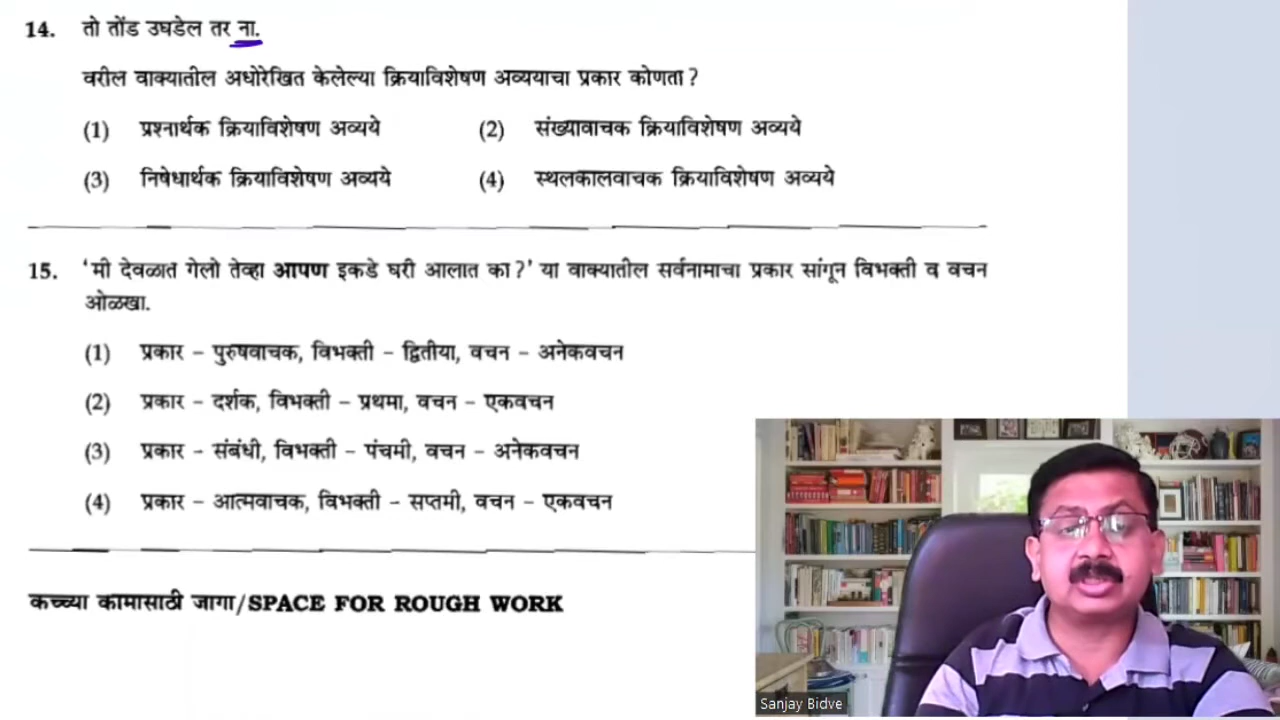 14. तो तोंड उघडेल तर ना.
वरील वाक्यातील अधोरेखित केलेल्या क्रियाविशेषण अव्ययाचा प्रकार कोणता ?
(1) प्रश्नार्थक क्रियाविशेषण अव्यये (2) संख्यावाचक क्रियाविशेषण अव्यये
(3) निषेधार्थक क्रियाविशेषण अव्यये (4) स्थलकालवाचक क्रियाविशेषण अव्यये
15. 'मी देवळात गेलो तेव्हा आपण इकडे घरी आलात का ?' या वाक्यातील सर्वनामाचा प्रकार सांगून विभक्ती व वचन
ओळखा.
(1) प्रकार – पुरुषवाचक, विभक्ती – द्वितीया, वचन – अनेकवचन
(2) प्रकार – दर्शक, विभक्ती – प्रथमा, वचन – एकवचन
(3) प्रकार – संबंधी, विभक्ती – पंचमी, वचन – अनेकवचन
(4) प्रकार – आत्मवाचक, विभक्ती – सप्तमी, वचन – एकवचन
कच्च्या कामासाठी जागा/SPACE FOR ROUGH WORK
Sanjay Bidve